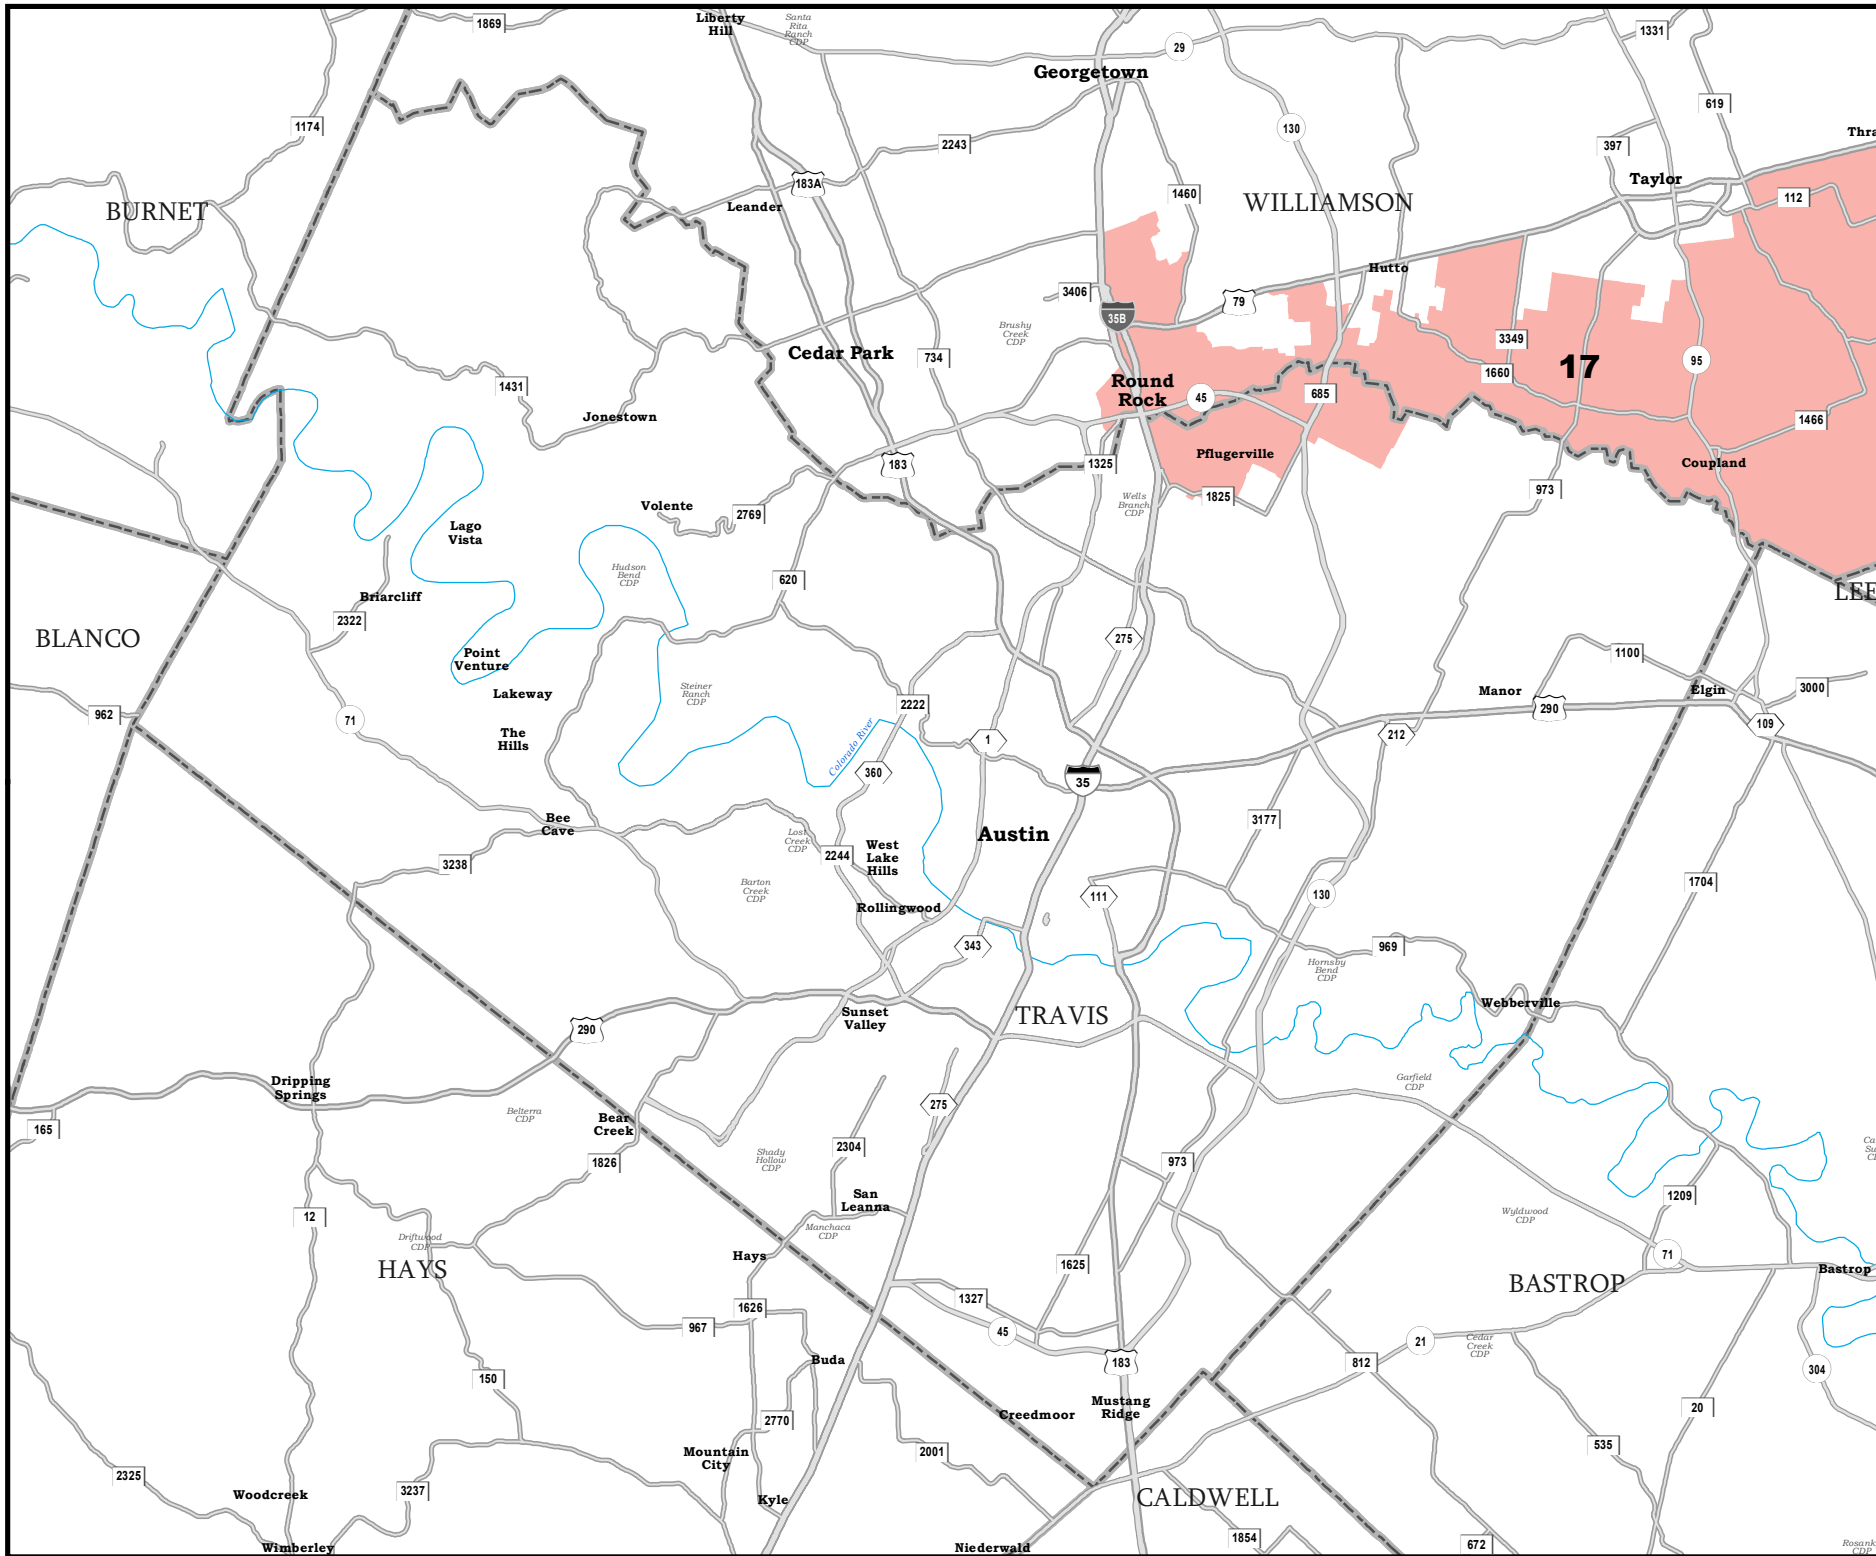 1869
Liberty
Hill
Santa
Rita
Ranch
CDP
29
1331
Georgetown
619
1174
130
Thra
2243
397
Taylor
183A
1460
112
BURNET
Leander
WILLIAMSON
Hutto
3406
79
35B
Brushy
Creek
CDP
3349
Cedar Park
734
17
95
1431
Round
Rock
1660
45
685
Jonestown
1466
Pflugerville
183
1325
Coupland
973
Volente
2769
Wells
Branch
CDP
1825
Lago
Vista
Hudson
Bend
CDP
620
LEE
Briarcliff
2322
BLANCO
275
Point
Venture
1100
Lakeway
Steiner
Ranch
CDP
Manor
Elgin
3000
962
71
2222
290
109
The
Hills
Colorado River
1
212
360
35
Bee
Cave
3177
Lost
Creek
CDP
Austin
3238
2244
West
Lake
Hills
Barton
Creek
CDP
111
130
1704
Rollingwood
343
969
Hornsby
Bend
CDP
Webberville
290
Sunset
Valley
TRAVIS
Dripping
Springs
Garfield
CDP
165
Belterra
CDP
Bear
Creek
275
2304
Ca
Su
CD
1826
Shady
Hollow
CDP
973
San
Leanna
1209
12
Wyldwood
CDP
Driftwood
CDP
Manchaca
CDP
HAYS
Hays
1625
71
Bastrop
BASTROP
1626
1327
967
45
21
Cedar
Creek
CDP
Buda
183
812
304
150
Mustang
Ridge
20
2770
Creedmoor
Mountain
City
2001
535
2325
Woodcreek
3237
Kyle
CALDWELL
1854
Wimberley
Niederwald
672
Rosank
CDP